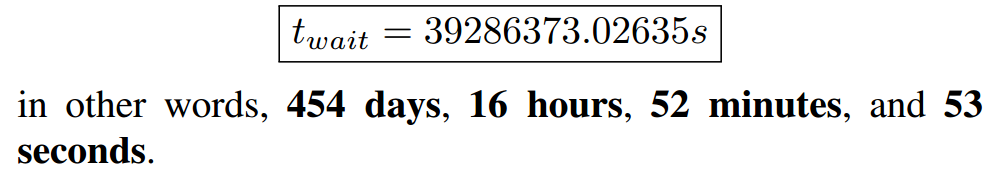 t_wait = 39286373.02635s
in other words, 454 days, 16 hours, 52 minutes, and 53
seconds.